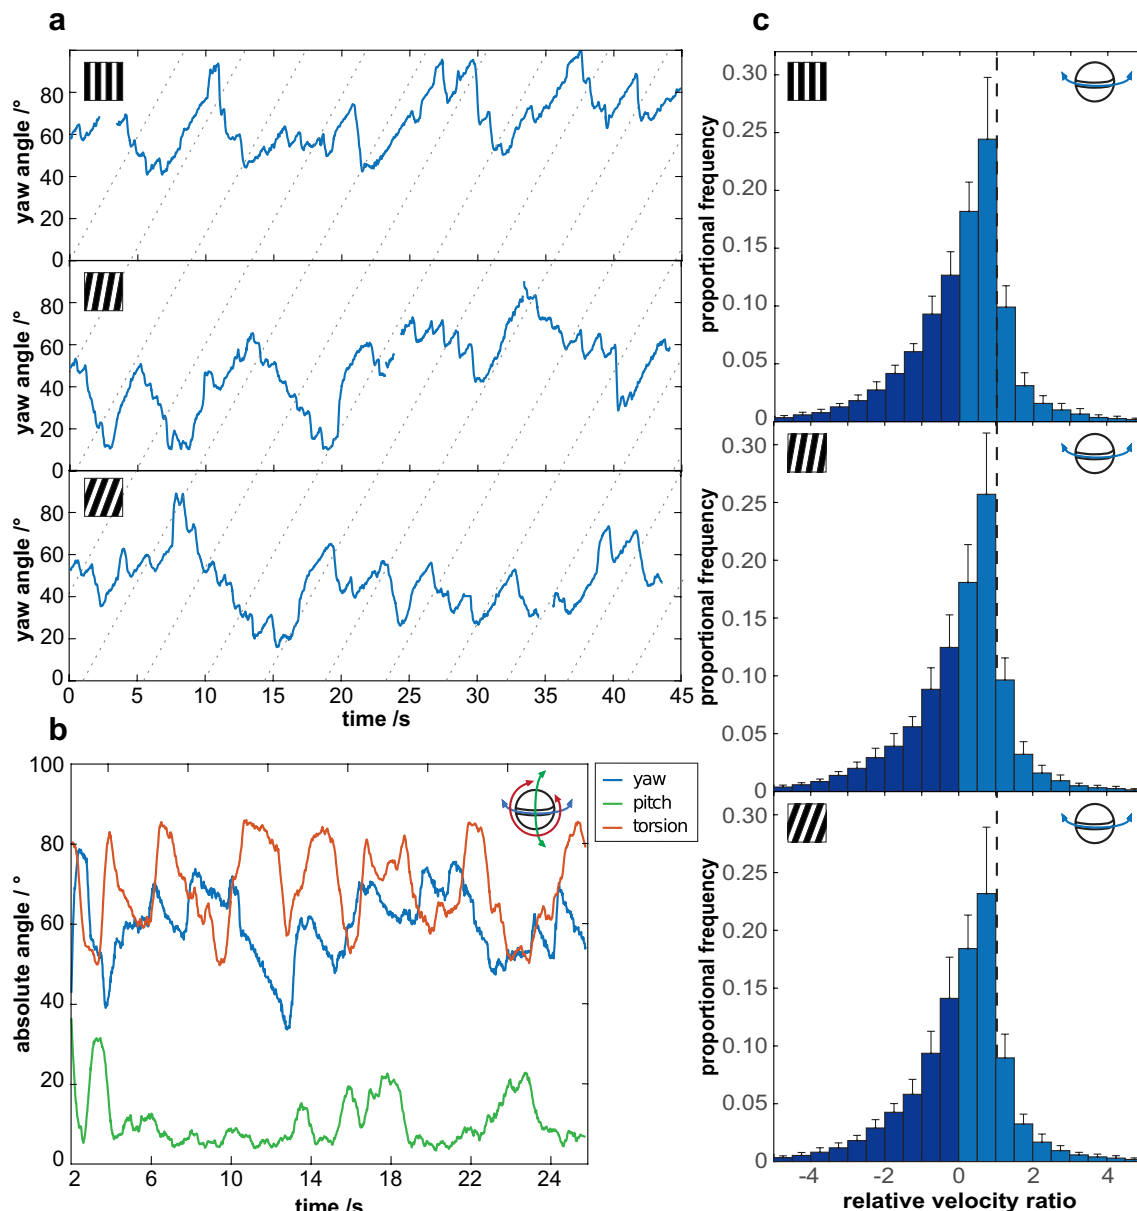 a
yaw angle /°
80
60
40
20
0
yaw angle /°
80
60
40
20
0
yaw angle /°
80
60
40
20
0
0 5 10 15 20 25 30 35 40 45
time /s
b
absolute angle / °
100
80
60
40
20
0
2 6 10 14 18 22 24
time /s
yaw
pitch
torsion
c
proportional frequency
0.30
0.25
0.20
0.15
0.10
0.05
0
proportional frequency
0.30
0.25
0.20
0.15
0.10
0.05
0
proportional frequency
0.30
0.25
0.20
0.15
0.10
0.05
0
-4 -2 0 2 4
relative velocity ratio